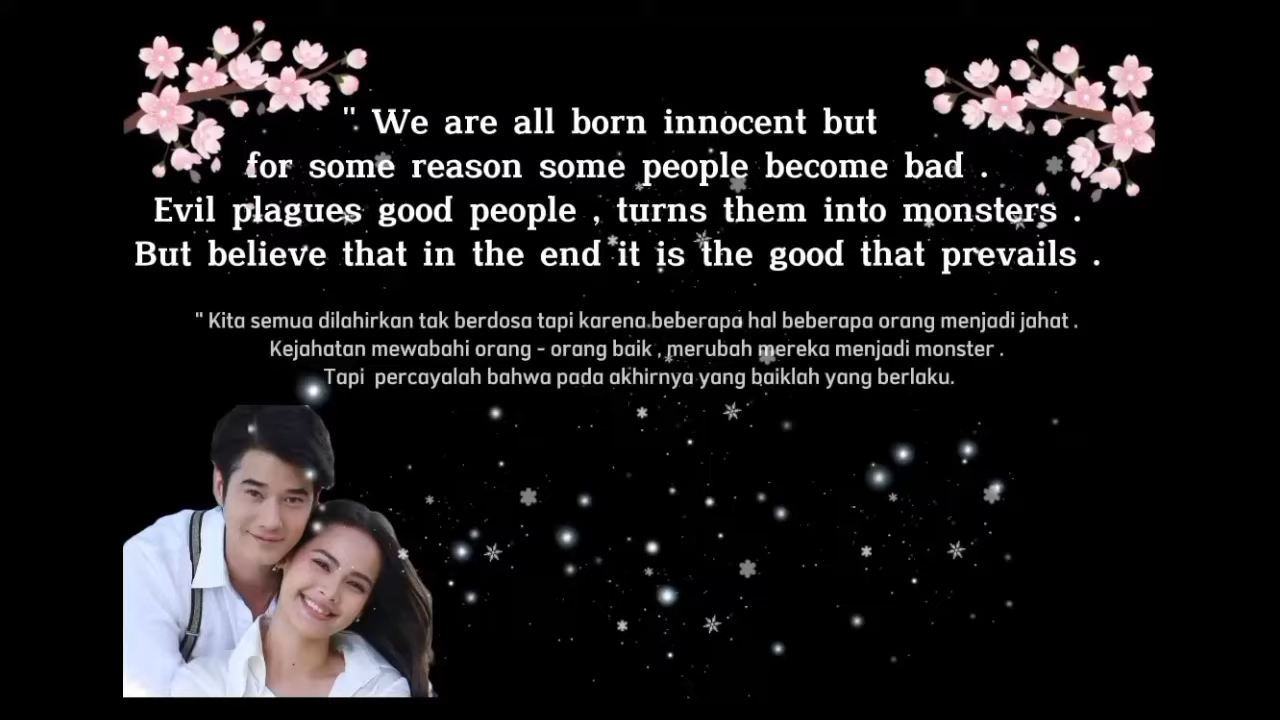 " We are all born innocent but
for some reason some people become bad .
Evil plagues good people , turns them into monsters .
But believe that in the end it is the good that prevails .
" Kita semua dilahirkan tak berdosa tapi karena beberapa hal beberapa orang menjadi jahat .
Kejahatan mewabahi orang - orang baik , merubah mereka menjadi monster .
Tapi percayalah bahwa pada akhirnya yang baiklah yang berlaku.